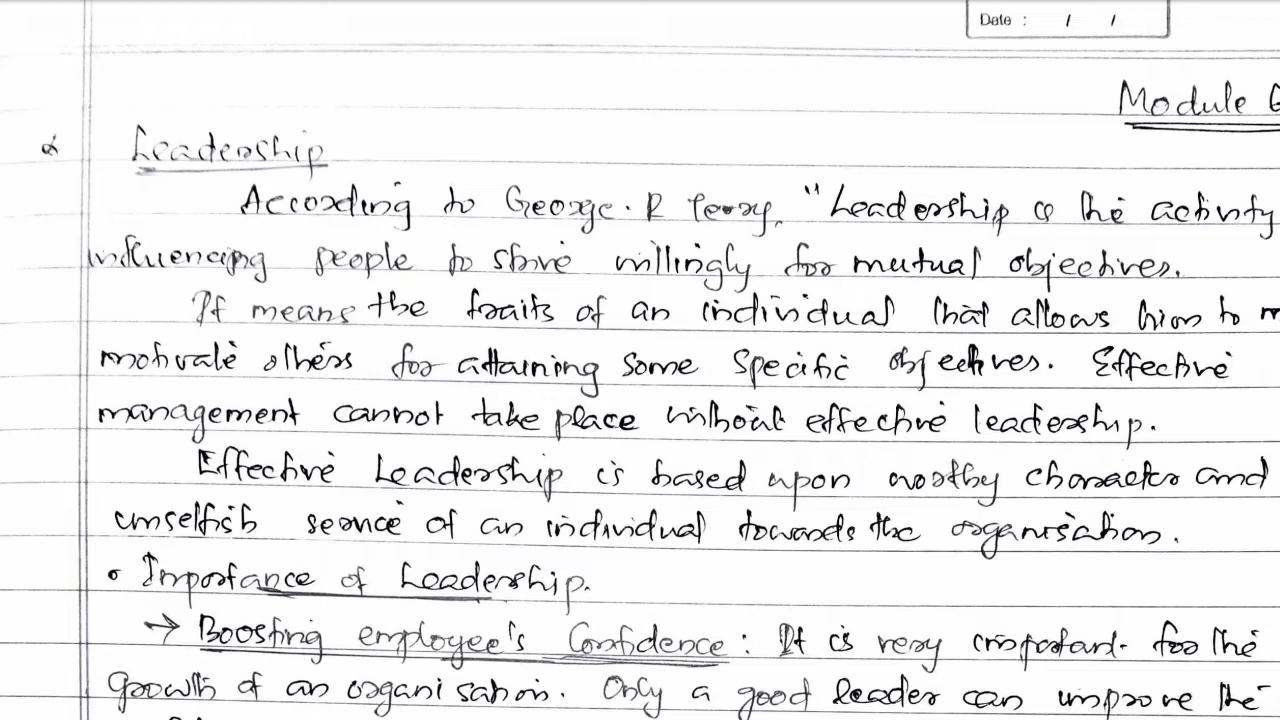 Date : / /
Module 6
Leadership
According to George. R Terry, "Leadership is the activity
influencing people to strive willingly for mutual objectives.
It means the traits of an individual that allows him to
motivate others for attaining some specific objectives. Effective
management cannot take place without effective leadership.
Effective Leadership is based upon worthy character and
unselfish service of an individual towards the organisation.
• Importance of Leadership.
→ Boosting employee's Confidence : It is very important for the
growth of an organisation. Only a good leader can improve the